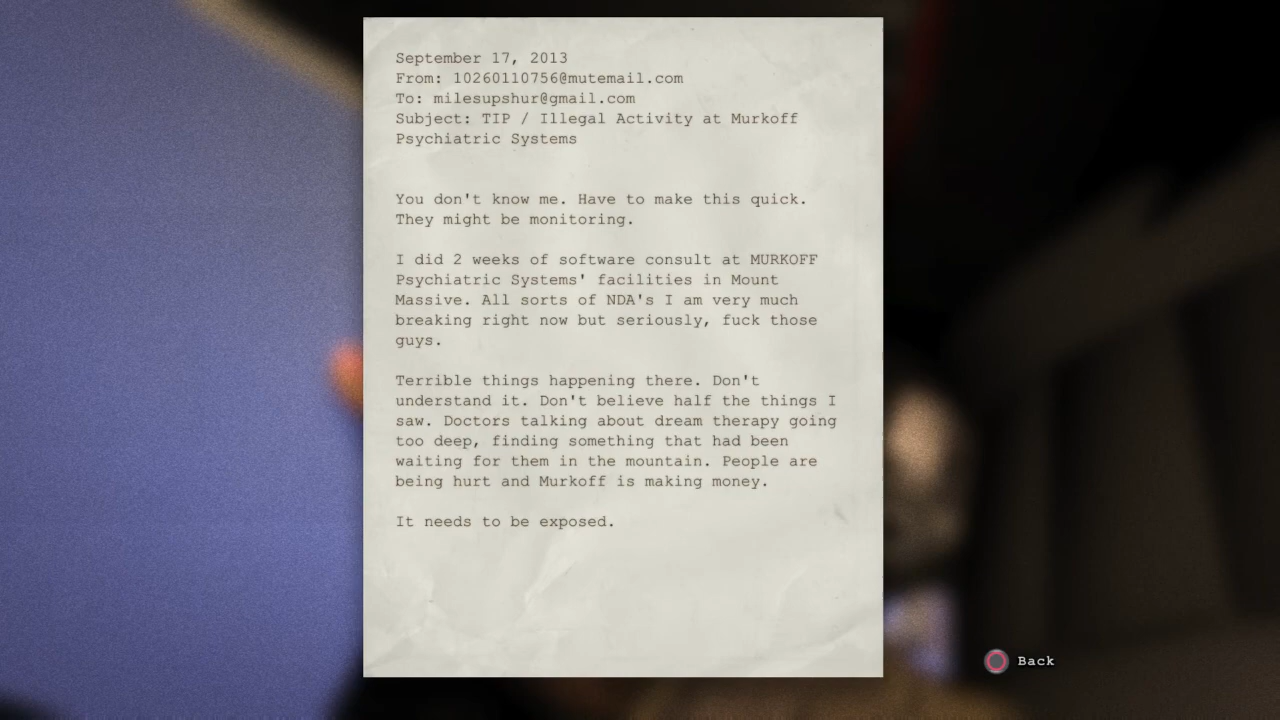 September 17, 2013
From: 10260110756@mutemail.com
To: milesupshur@gmail.com
Subject: TIP / Illegal Activity at Murkoff
Psychiatric Systems
You don't know me. Have to make this quick.
They might be monitoring.
I did 2 weeks of software consult at MURKOFF
Psychiatric Systems' facilities in Mount
Massive. All sorts of NDA's I am very much
breaking right now but seriously, fuck those
guys.
Terrible things happening there. Don't
understand it. Don't believe half the things I
saw. Doctors talking about dream therapy going
too deep, finding something that had been
waiting for them in the mountain. People are
being hurt and Murkoff is making money.
It needs to be exposed.
Back